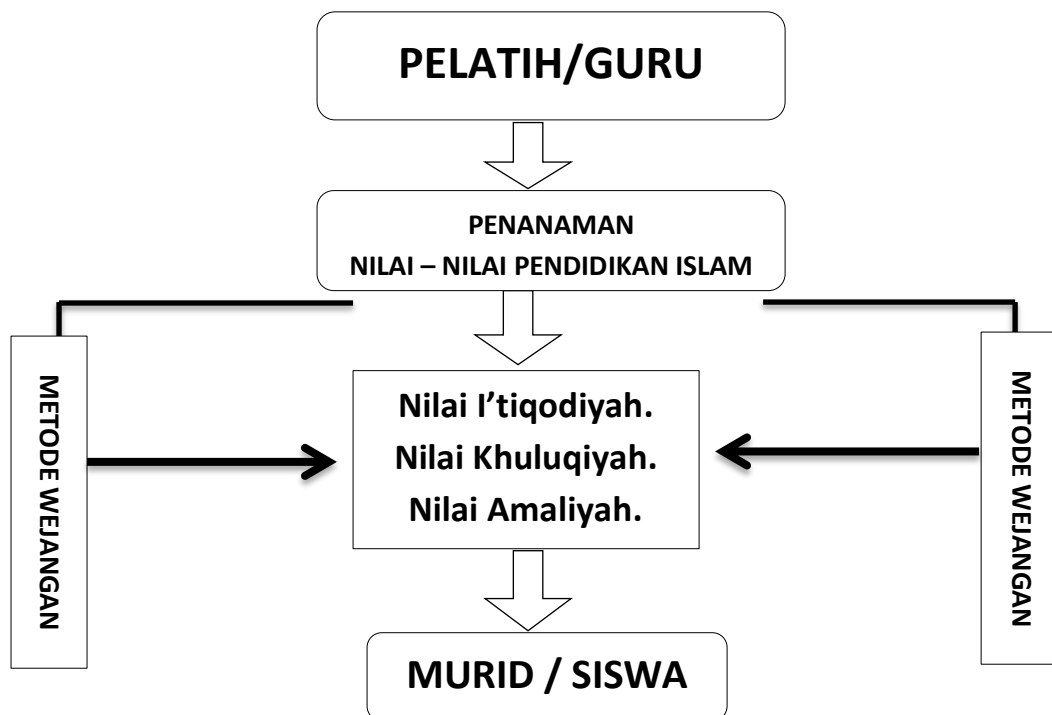 PELATIH/GURU
PENANAMAN
NILAI – NILAI PENDIDIKAN ISLAM
METODE WEJANGAN
Nilai I’tiqodiyah.
Nilai Khuluqiyah.
Nilai Amaliyah.
METODE WEJANGAN
MURID / SISWA